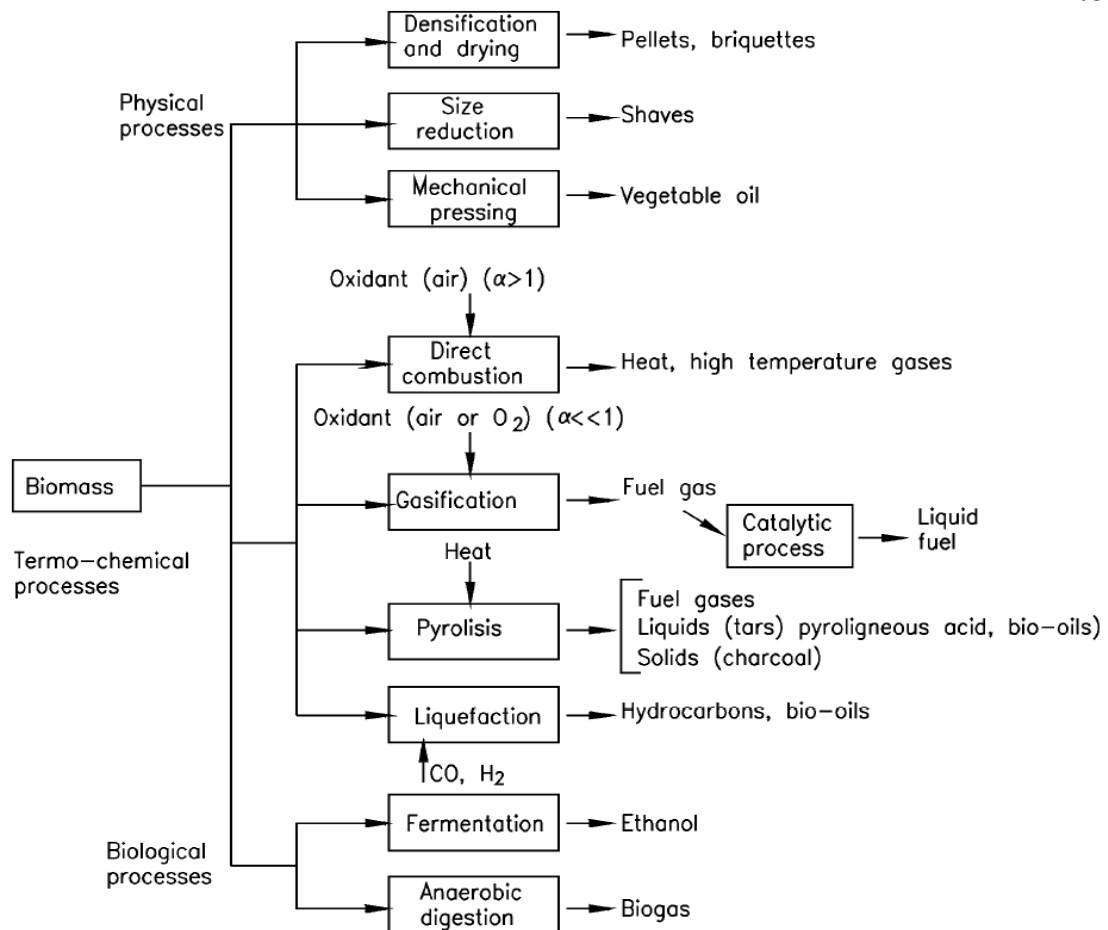 Densification
and drying
Pellets, briquettes
Physical
processes
Size
reduction
Shaves
Mechanical
pressing
Vegetable oil
Oxidant (air) (α>1)
Direct
combustion
Heat, high temperature gases
Oxidant (air or O₂) (α<<1)
Biomass
Gasification
Fuel gas
Catalytic
process
Liquid
fuel
Termo-chemical
processes
Heat
Pyrolisis
Fuel gases
Liquids (tars) pyroligneous acid, bio-oils)
Solids (charcoal)
Liquefaction
Hydrocarbons, bio-oils
CO, H₂
Biological
processes
Fermentation
Ethanol
Anaerobic
digestion
Biogas